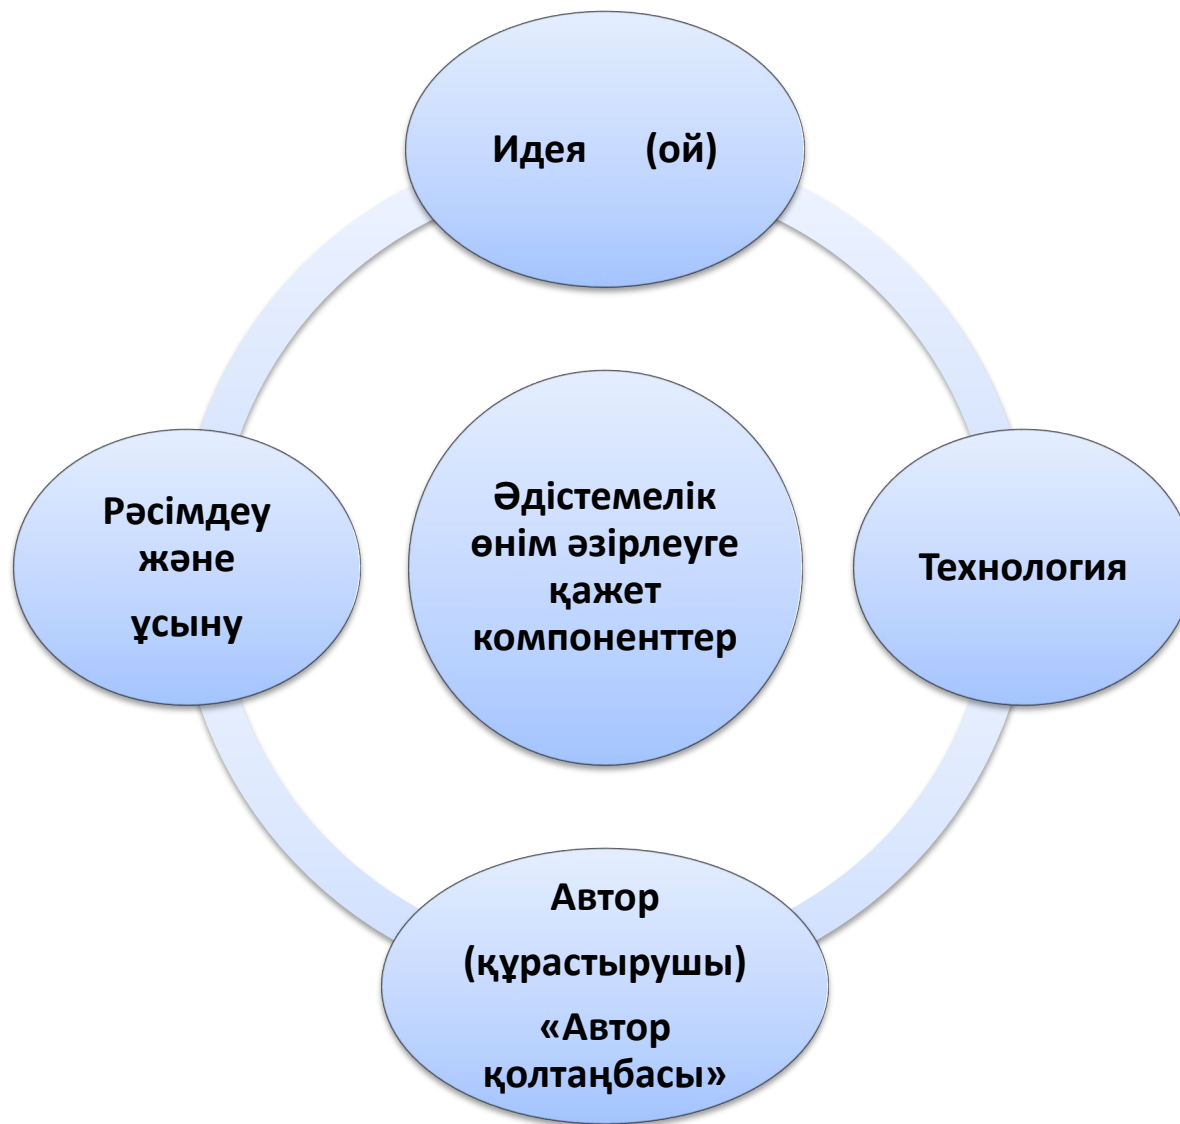 Идея (ой)
Рәсімдеу
және
ұсыну
Әдістемелік
өнім әзірлеуге
қажет
компоненттер
Технология
Автор
(құрастырушы)
«Автор
қолтаңбасы»